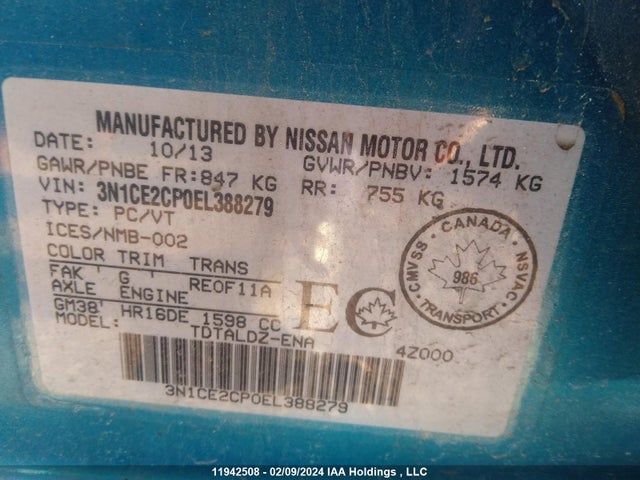 MANUFACTURED BY NISSAN MOTOR CO., LTD.
DATE: 10/13 GVWR/PNBV: 1574 KG
GAWR/PNBE FR:847 KG RR: 755 KG
VIN: 3N1CE2CP0EL388279
TYPE: PC/VT
ICES/NMB-002
COLOR TRIM TRANS
FAK G REOF11A
AXLE ENGINE
GM38 HR16DE 1598 CC
MODEL: TDTALDZ-ENA
EC
4Z000
CANADA
CMVSS
NSVAC
986
TRANSPORT
3N1CE2CP0EL388279
11942508 - 02/09/2024 IAA Holdings , LLC